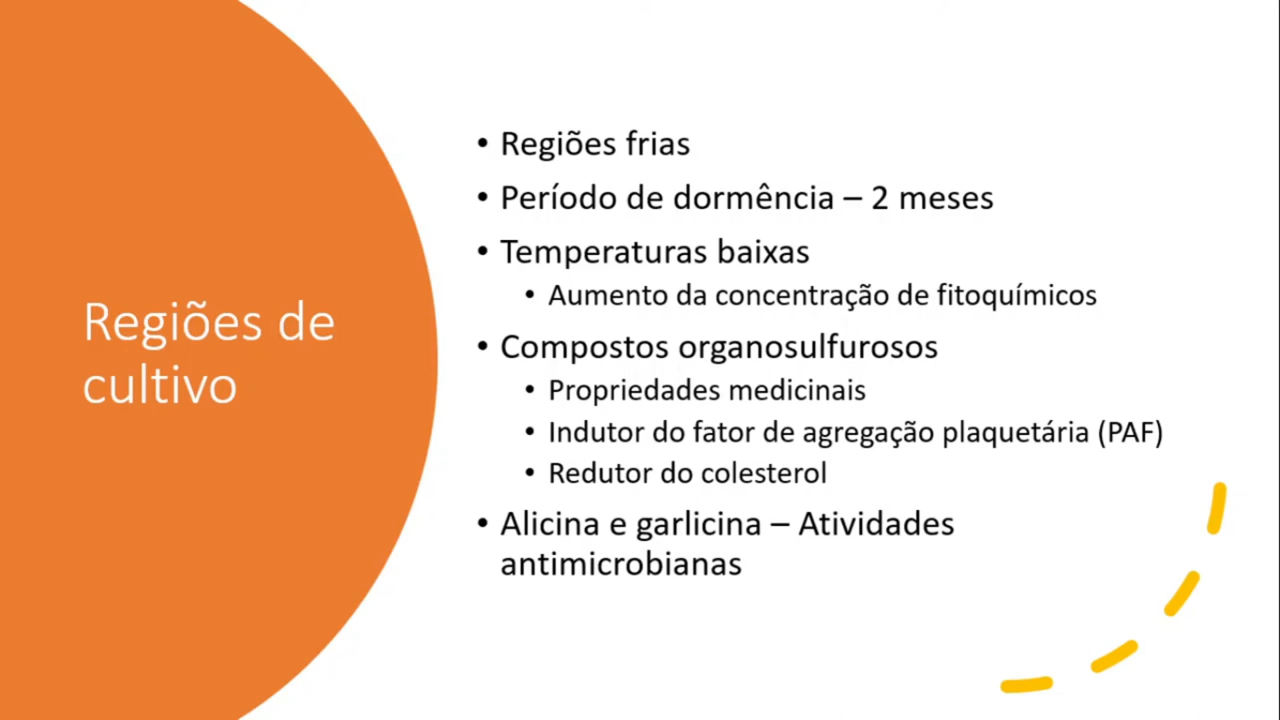 Regiões de
cultivo
• Regiões frias
• Período de dormência – 2 meses
• Temperaturas baixas
• Aumento da concentração de fitoquímicos
• Compostos organosulfurosos
• Propriedades medicinais
• Indutor do fator de agregação plaquetária (PAF)
• Redutor do colesterol
• Alicina e garlicina – Atividades
antimicrobianas